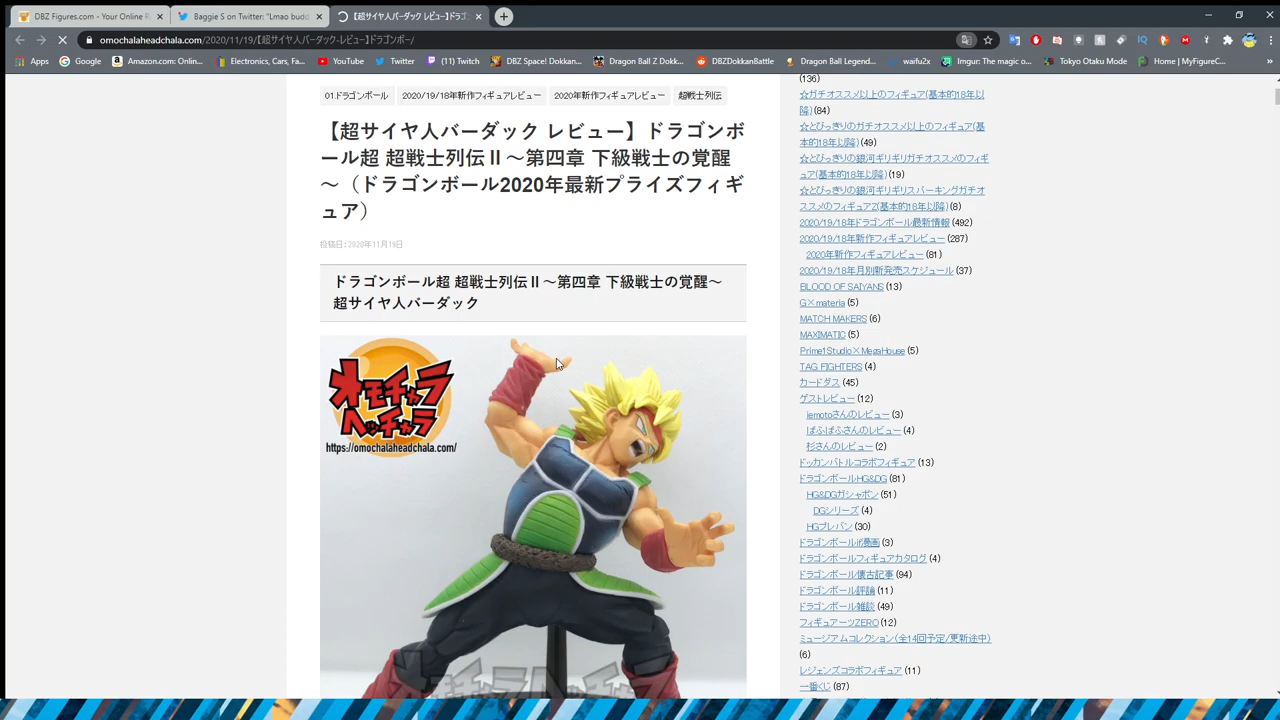 DBZ Figures.com - Your Online R
Baggie S on Twitter: "Lmao budd
【超サイヤ人バーダック レビュー】ドラゴンボ
omochalaheadchala.com/2020/11/19/【超サイヤ人バーダック-レビュー】ドラゴンボー/
Apps
Google
Amazon.com: Onlin...
Electronics, Cars, Fa...
YouTube
Twitter
(11) Twitch
DBZ Space! Dokkan...
Dragon Ball Z Dokk...
DBZDokkanBattle
Dragon Ball Legend...
waifu2x
Imgur: The magic o...
Tokyo Otaku Mode
Home | MyFigureC...
01ドラゴンボール
2020/19/18年新作フィギュアレビュー
2020年新作フィギュアレビュー
超戦士列伝
【超サイヤ人バーダック レビュー】ドラゴンボ
ール超 超戦士列伝Ⅱ～第四章 下級戦士の覚醒
～（ドラゴンボール2020年最新プライズフィギ
ュア）
投稿日:2020年11月19日
ドラゴンボール超 超戦士列伝Ⅱ～第四章 下級戦士の覚醒～
超サイヤ人バーダック
オモチャラ
ヘッチャラ
https://omochalaheadchala.com/
オモチャラヘッチャラ
(136)
☆ガチオススメ以上のフィギュア(基本的18年以
降) (84)
☆とびっきりのガチオススメ以上のフィギュア(基
本的18年以降) (49)
☆とびっきりの銀河ギリギリガチオススメのフィギ
ュア(基本的18年以降) (19)
☆とびっきりの銀河ギリギリスパーキングガチオ
ススメのフィギュアZ(基本的18年以降) (8)
2020/19/18年ドラゴンボール最新情報 (492)
2020/19/18年新作フィギュアレビュー (287)
2020年新作フィギュアレビュー (81)
2020/19/18年月別新発売スケジュール (37)
BLOOD OF SAIYANS (13)
G×materia (5)
MATCH MAKERS (6)
MAXIMATIC (5)
Prime1Studio×MegaHouse (5)
TAG FIGHTERS (4)
カードダス (45)
ゲストレビュー (12)
iemotoさんのレビュー (3)
ぱふぱふさんのレビュー (4)
杉さんのレビュー (2)
ドッカンバトルコラボフィギュア (13)
ドラゴンボールHG&DG (81)
HG&DGガシャポン (51)
DGシリーズ (4)
HGプレバン (30)
ドラゴンボールif漫画 (3)
ドラゴンボールフィギュアカタログ (4)
ドラゴンボール懐古記事 (94)
ドラゴンボール評論 (11)
ドラゴンボール雑談 (49)
フィギュアーツZERO (12)
ミュージアムコレクション（全14回予定/更新途中）
(6)
レジェンズコラボフィギュア (11)
一番くじ (87)